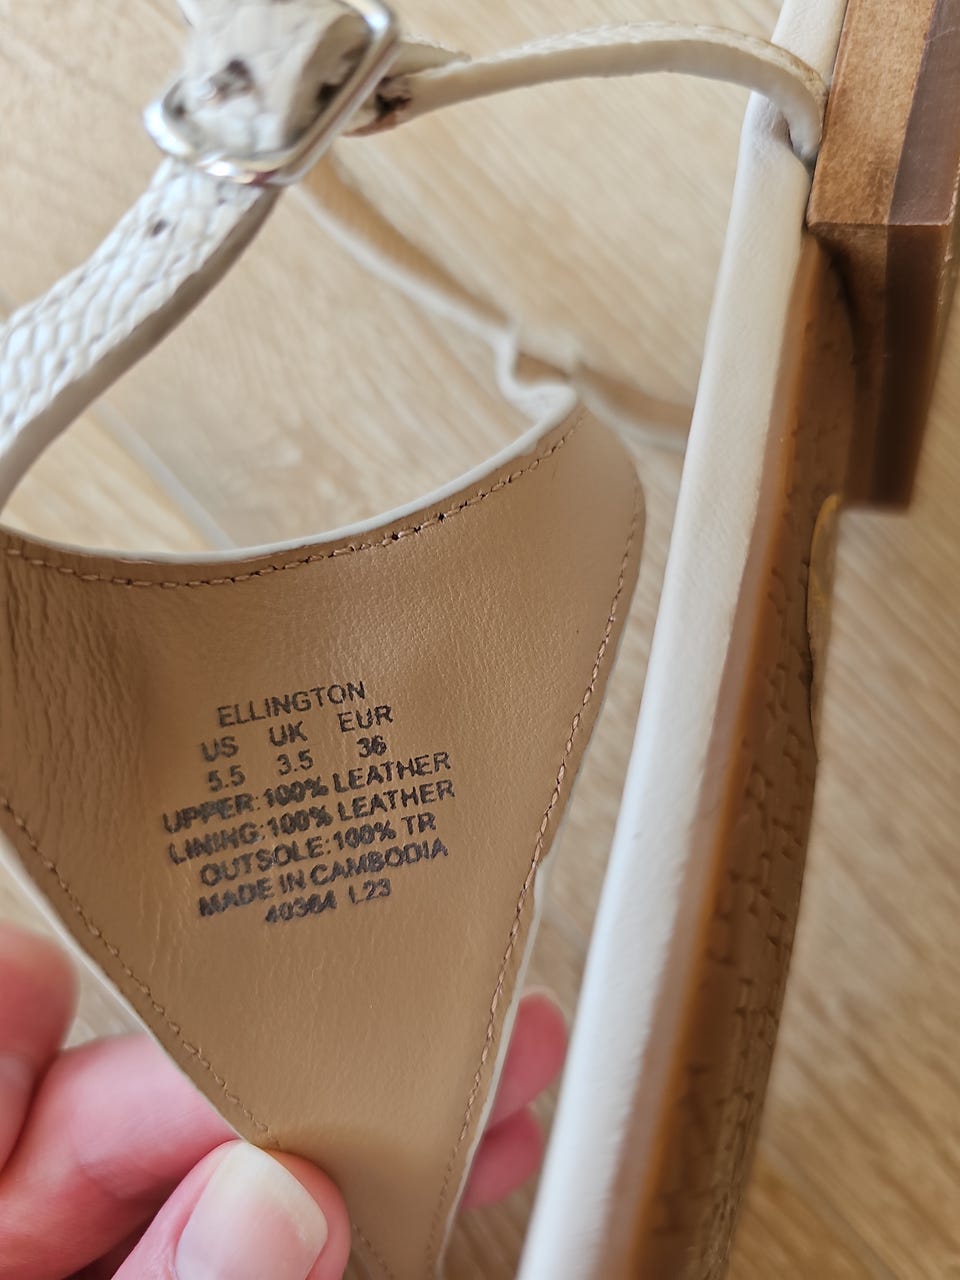 ELLINGTON
US UK EUR
5.5 3.5 36
UPPER:100% LEATHER
LINING:100% LEATHER
OUTSOLE:100% TR
MADE IN CAMBODIA
40364 L23